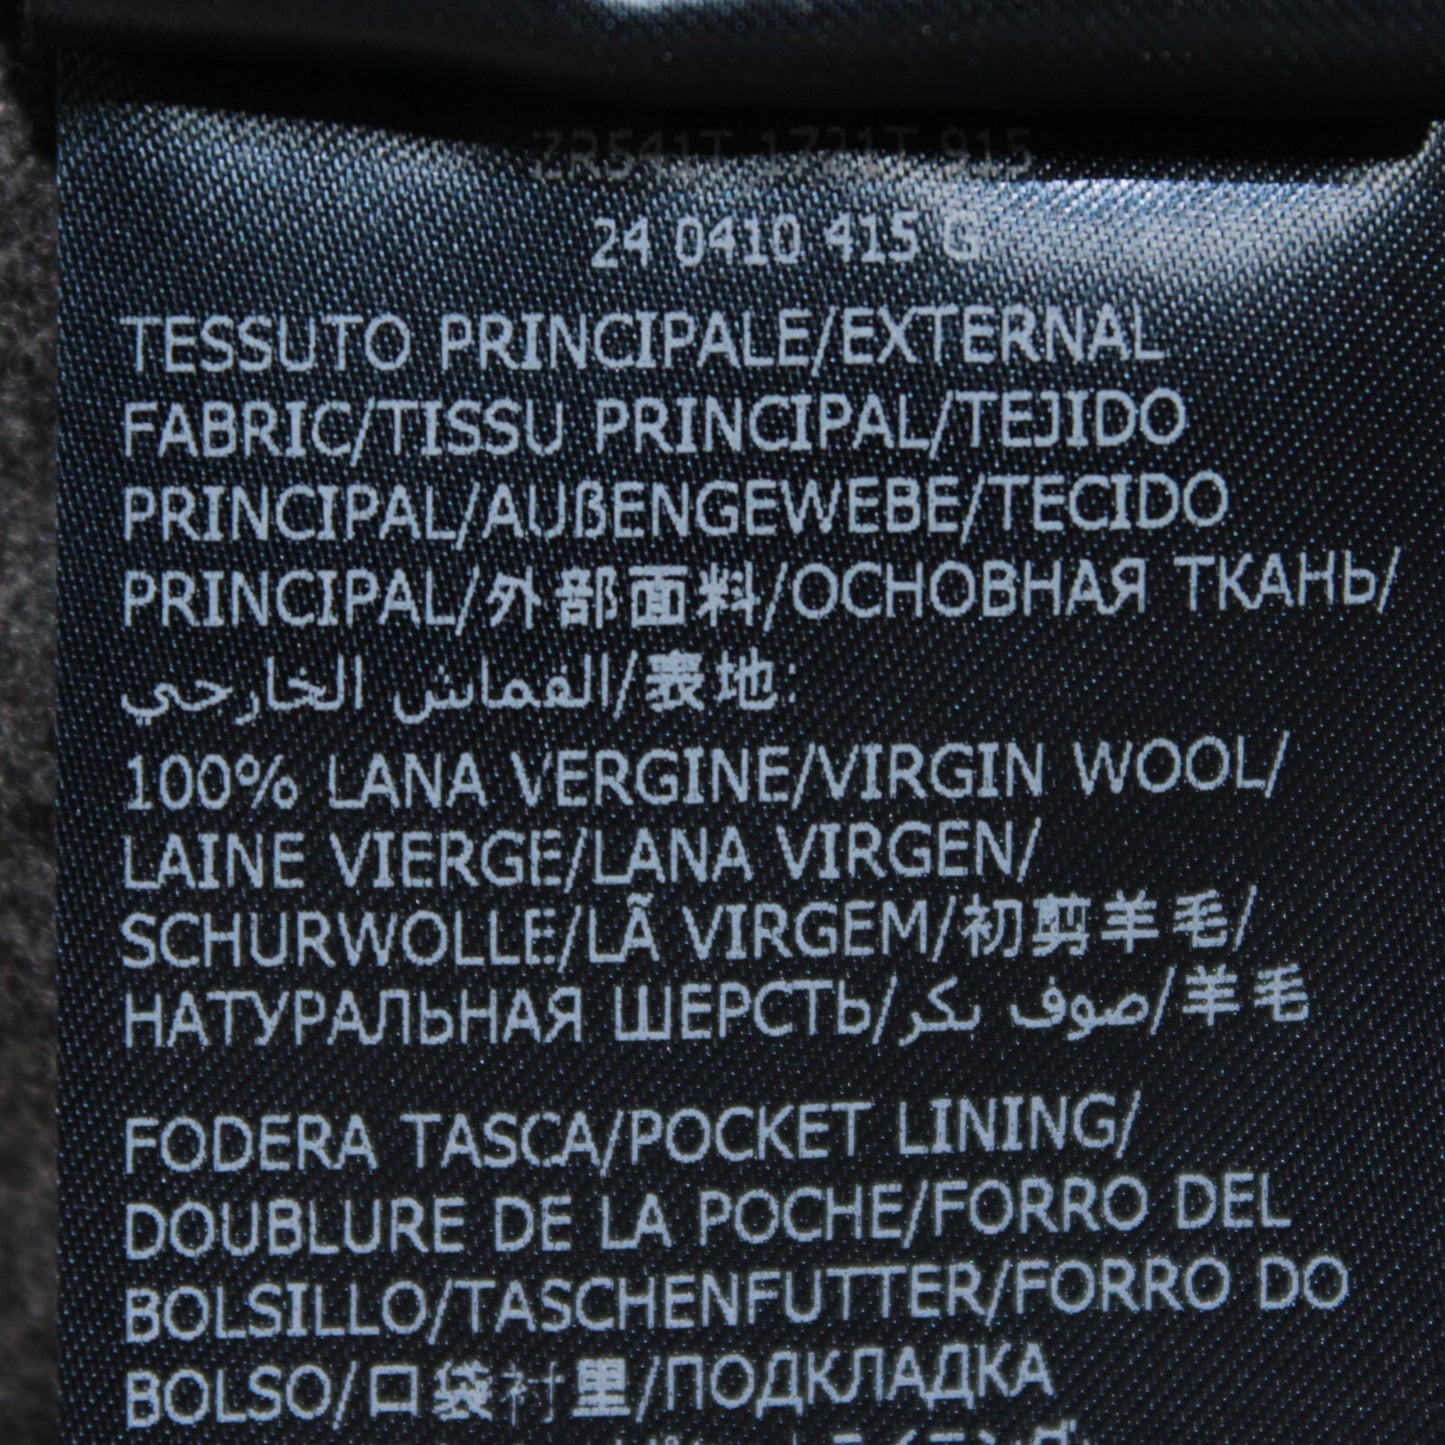 ZR541T 1721T 915
24 0410 415 G
TESSUTO PRINCIPALE/EXTERNAL
FABRIC/TISSU PRINCIPAL/TEJIDO
PRINCIPAL/AUßENGEWEBE/TECIDO
PRINCIPAL/外部面料/ОСНОВНАЯ ТКАНЬ/
القماش الخارجي/表地:
100% LANA VERGINE/VIRGIN WOOL/
LAINE VIERGE/LANA VIRGEN/
SCHURWOLLE/LÃ VIRGEM/初剪羊毛/
НАТУРАЛЬНАЯ ШЕРСТЬ/صوف بكر/羊毛
FODERA TASCA/POCKET LINING/
DOUBLURE DE LA POCHE/FORRO DEL
BOLSILLO/TASCHENFUTTER/FORRO DO
BOLSO/口袋衬里/ПОДКЛАДКА